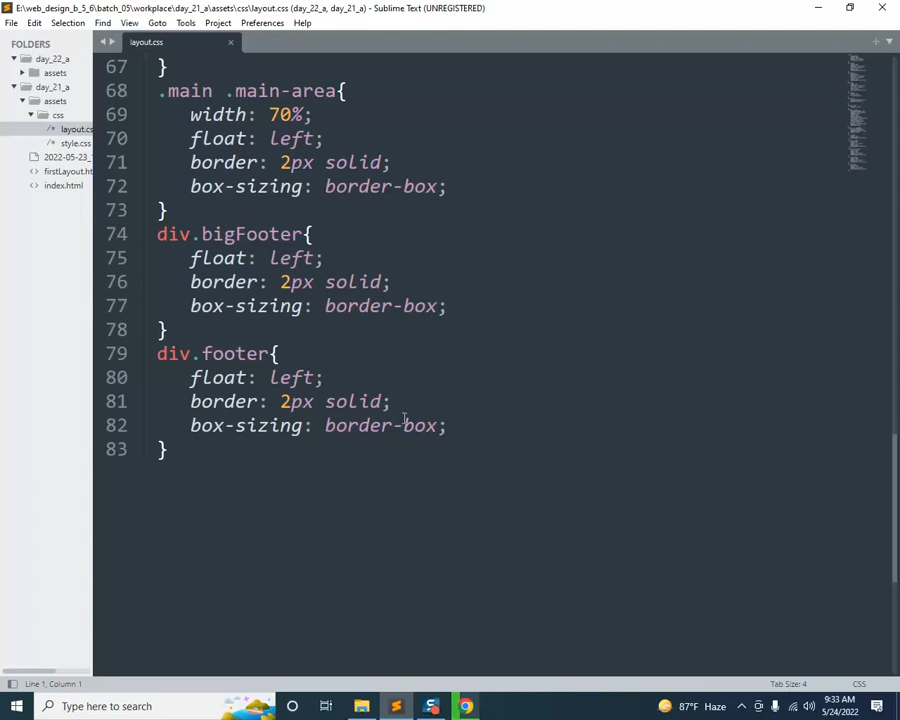 E:\web_design_b_5_6\batch_05\workplace\day_21_a\assets\css\layout.css (day_22_a, day_21_a) - Sublime Text (UNREGISTERED)
File Edit Selection Find View Goto Tools Project Preferences Help
FOLDERS
day_22_a
assets
day_21_a
assets
css
/* layout.cs
/* style.css
2022-05-23_
firstLayout.ht
index.html
layout.css
67 }
68 .main .main-area{
69 width: 70%;
70 float: left;
71 border: 2px solid;
72 box-sizing: border-box;
73 }
74 div.bigFooter{
75 float: left;
76 border: 2px solid;
77 box-sizing: border-box;
78 }
79 div.footer{
80 float: left;
81 border: 2px solid;
82 box-sizing: border-box;
83 }
Line 1, Column 1 Tab Size: 4 CSS
Type here to search
87°F Haze
9:33 AM
5/24/2022